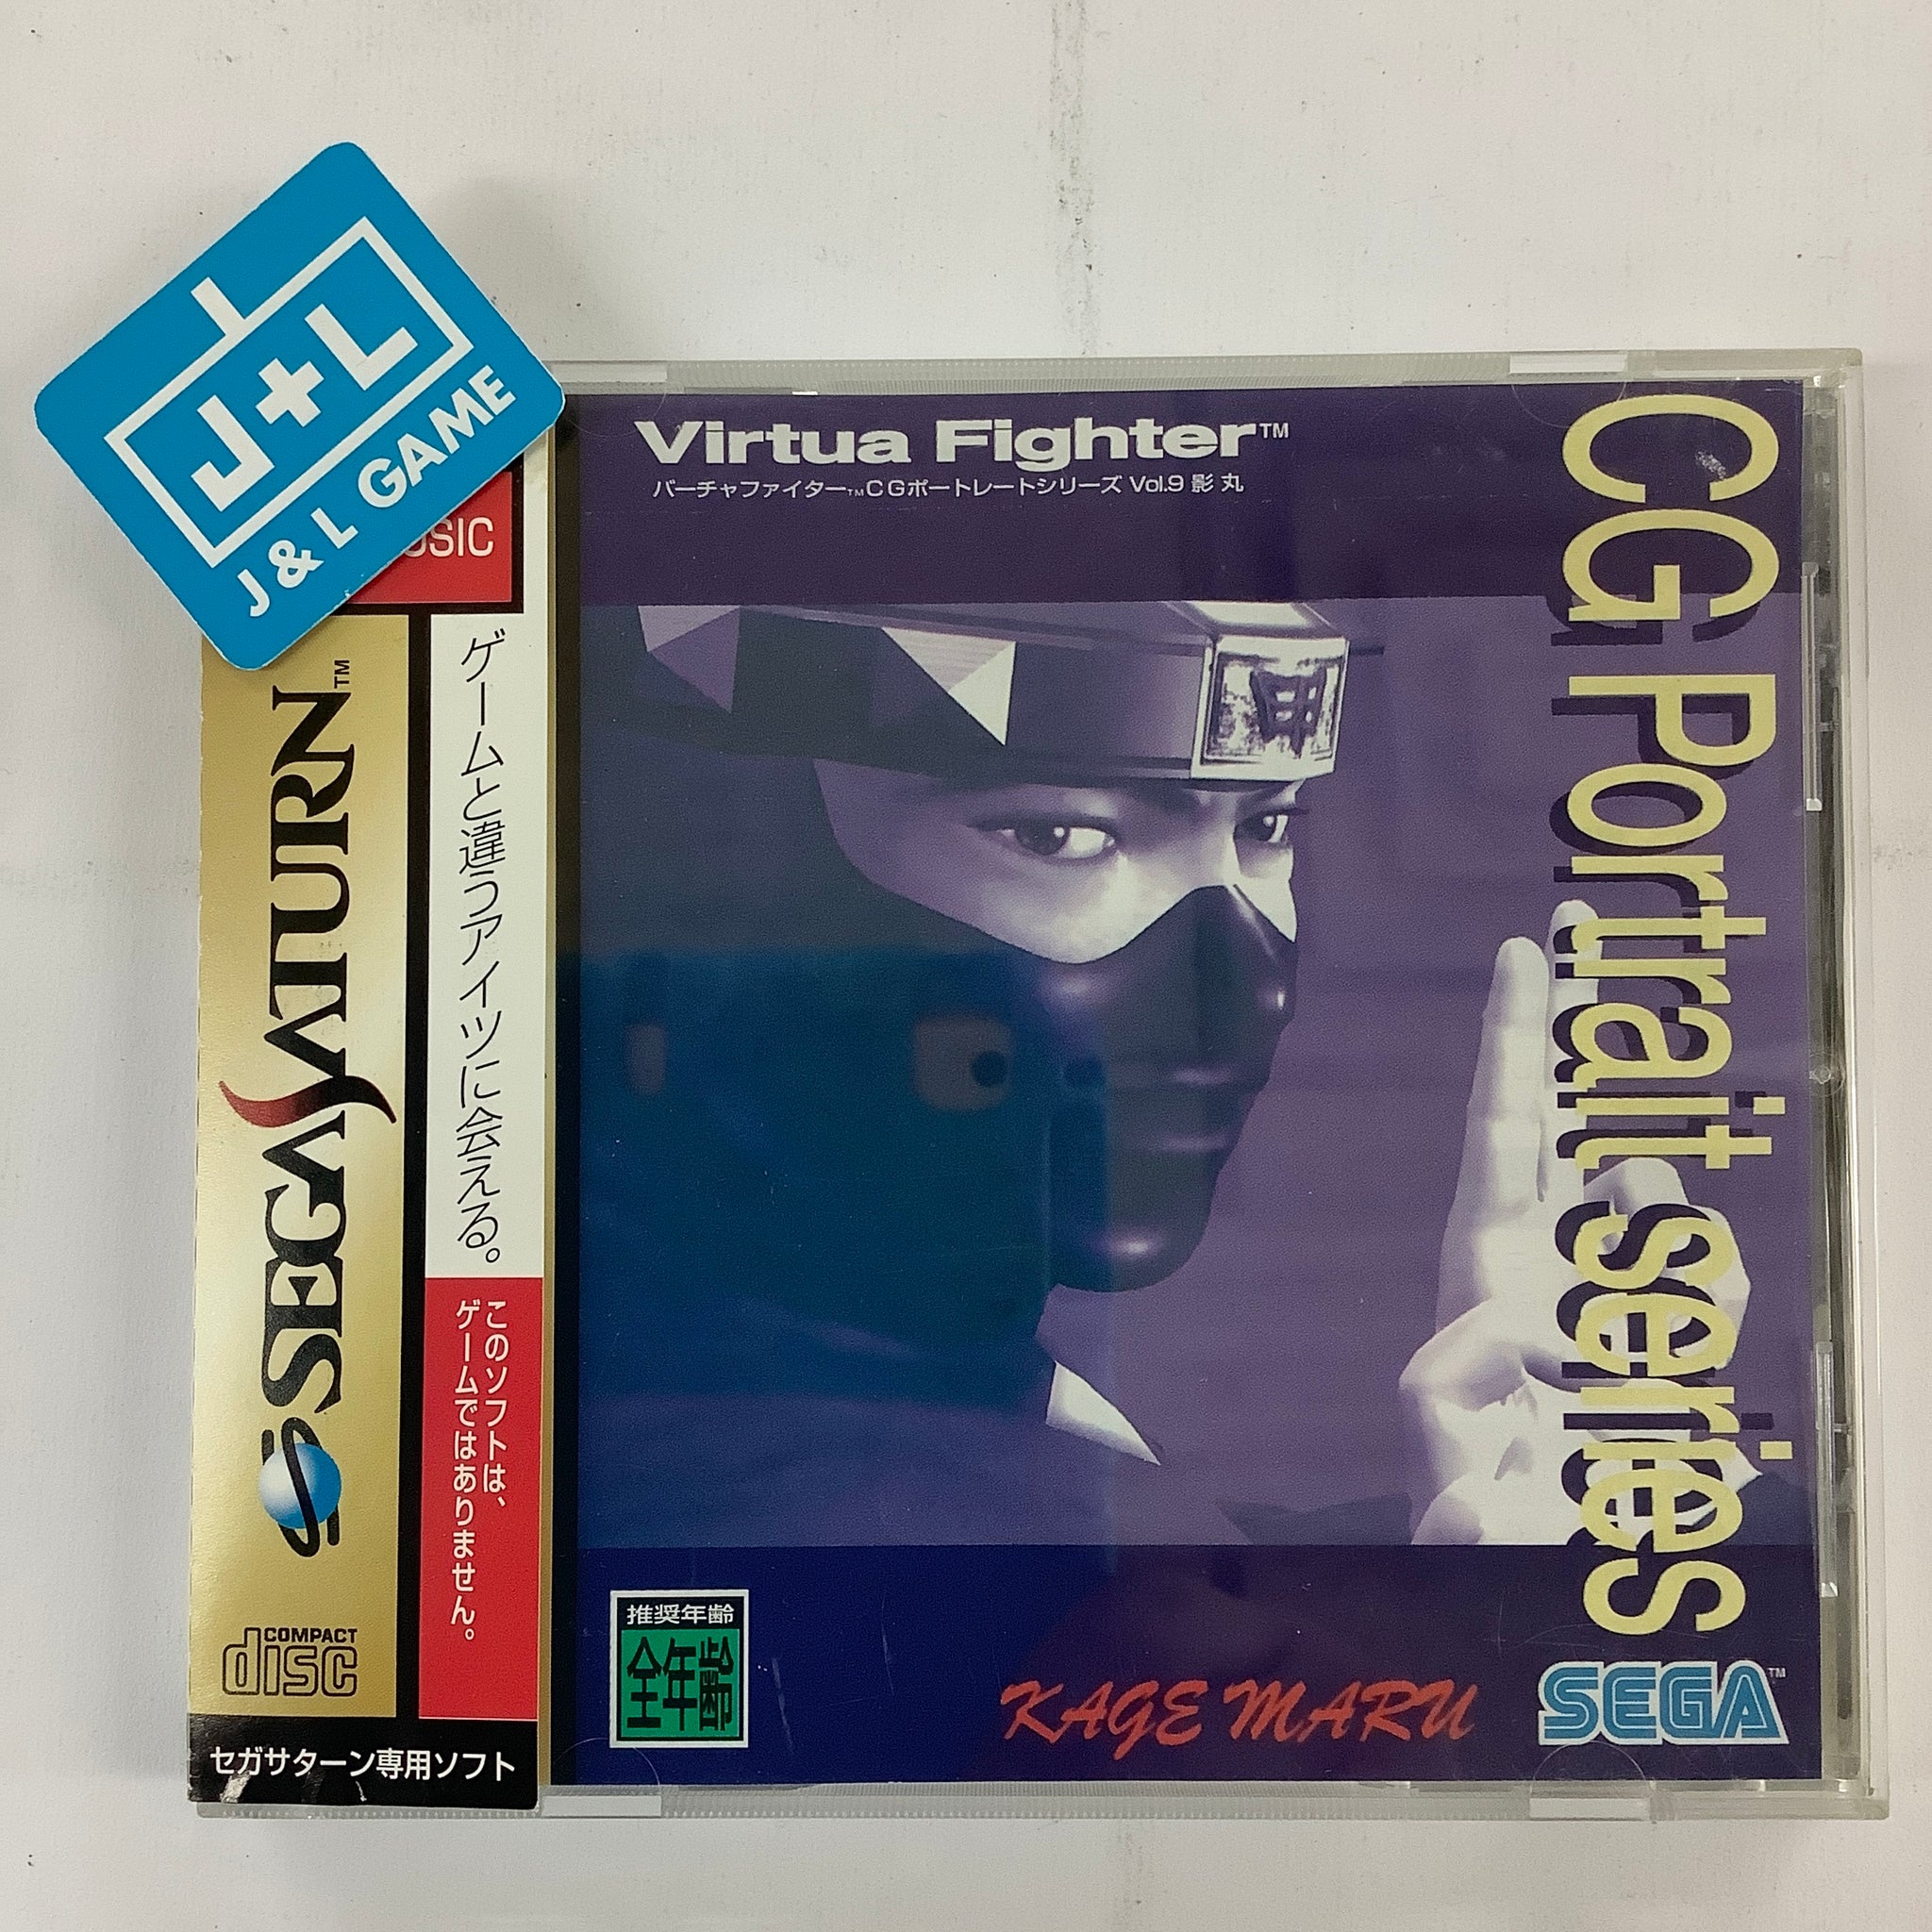 J+L
J & L GAME
SEGA SATURN™
COMPACT
disc
セガサターン専用ソフト
ゲームと違うアイツに会える。
このソフトは、
ゲームではありません。
Virtua Fighter™
バーチャファイター™CGポートレートシリーズ Vol.9 影丸
CG Portrait series
推奨年齢
全年齢
KAGE MARU
SEGA™